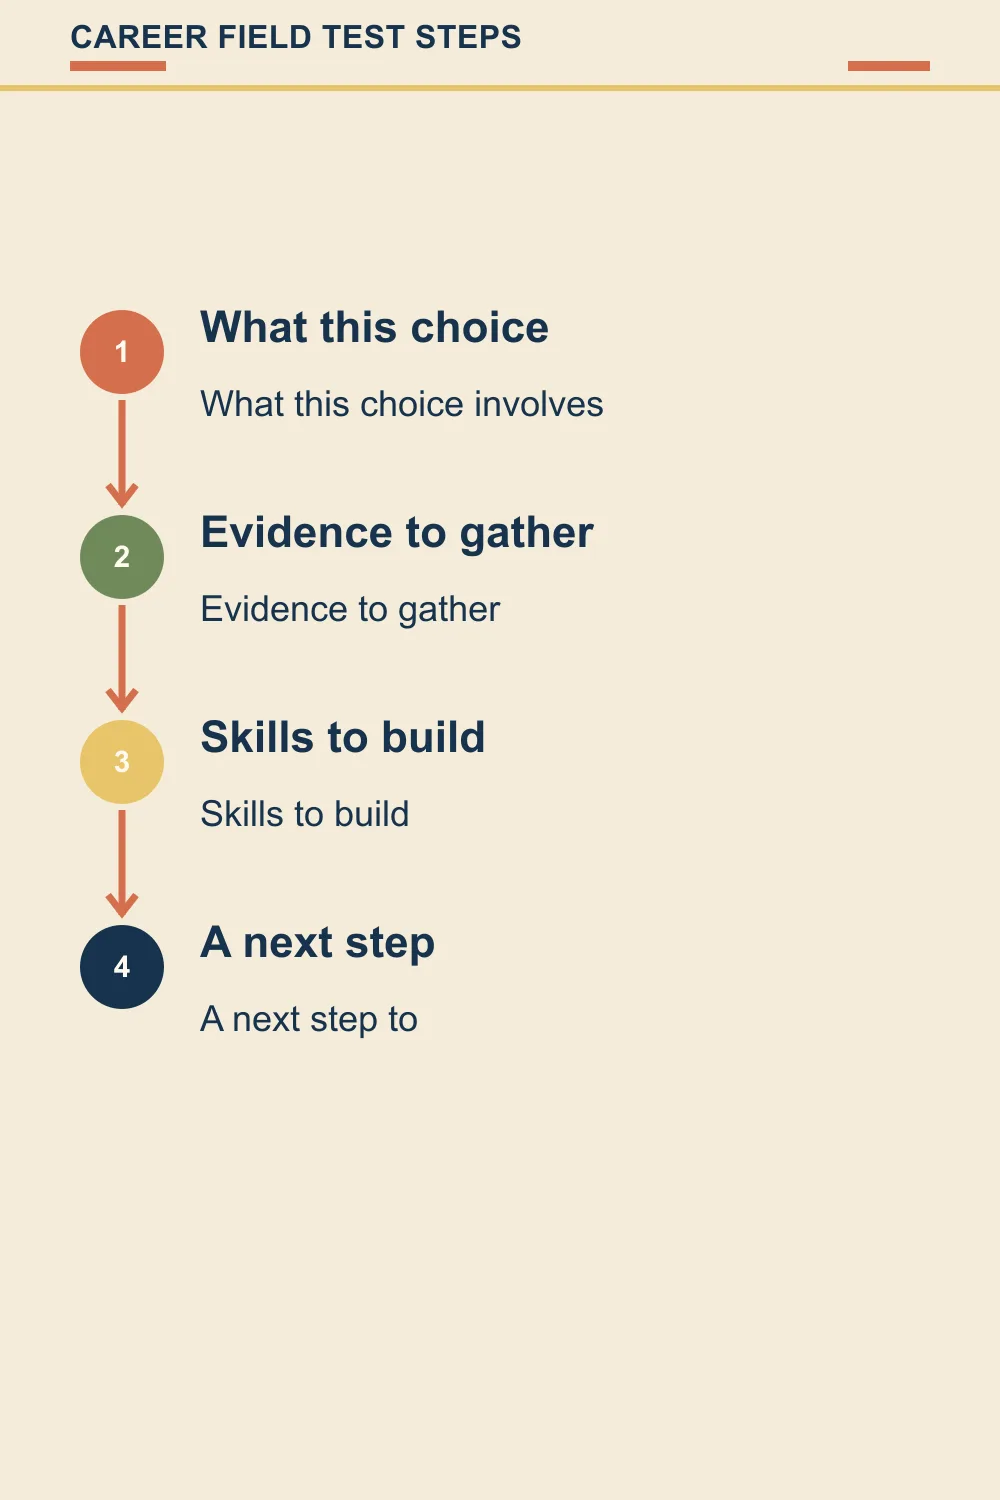 CAREER FIELD TEST STEPS
1
What this choice
What this choice involves
2
Evidence to gather
Evidence to gather
3
Skills to build
Skills to build
4
A next step
A next step to